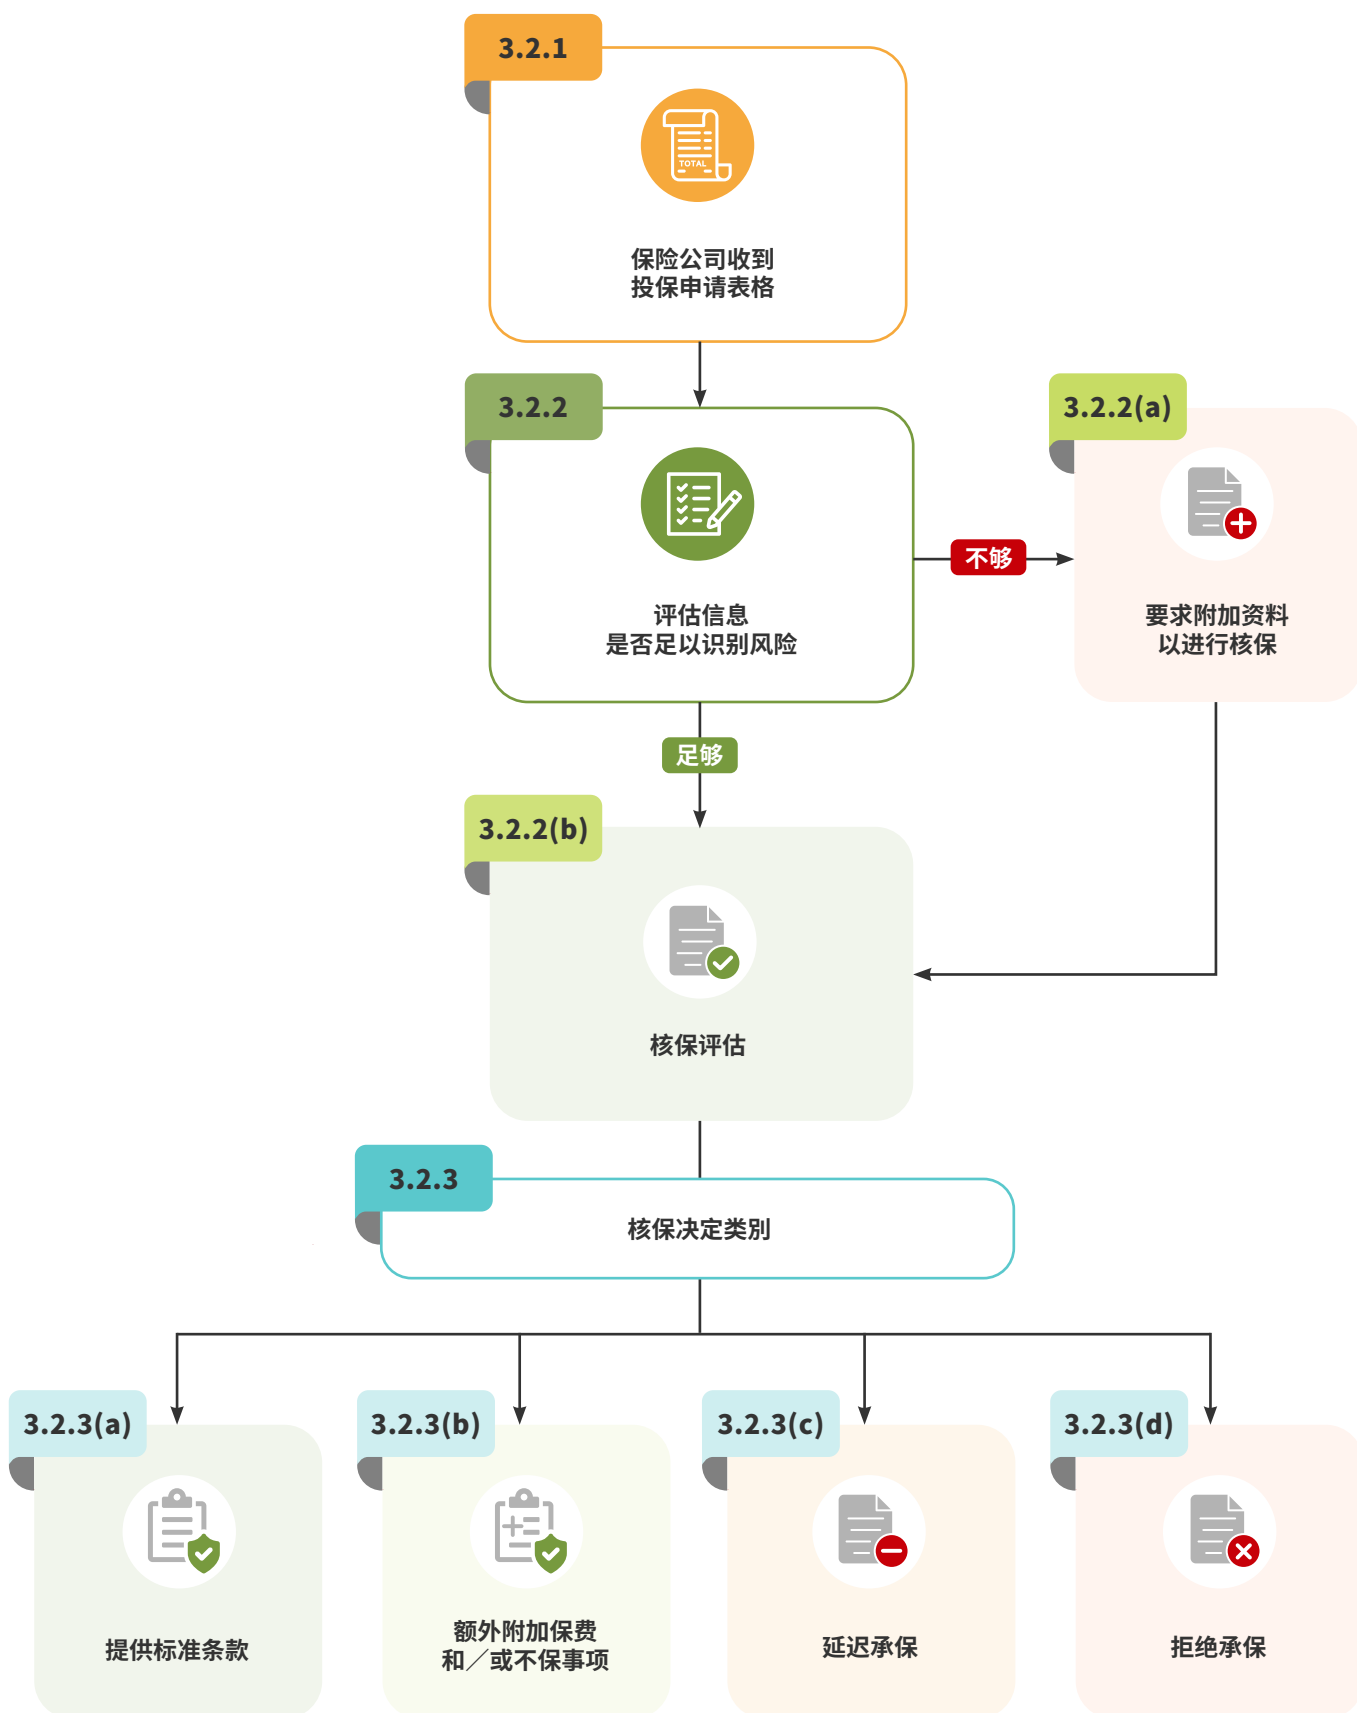 3.2.1
TOTAL
保险公司收到
投保申请表格
3.2.2
评估信息
是否足以识别风险
不够
3.2.2(a)
要求附加资料
以进行核保
足够
3.2.2(b)
核保评估
3.2.3
核保决定类别
3.2.3(a)
提供标准条款
3.2.3(b)
额外附加保费
和／或不保事项
3.2.3(c)
延迟承保
3.2.3(d)
拒绝承保